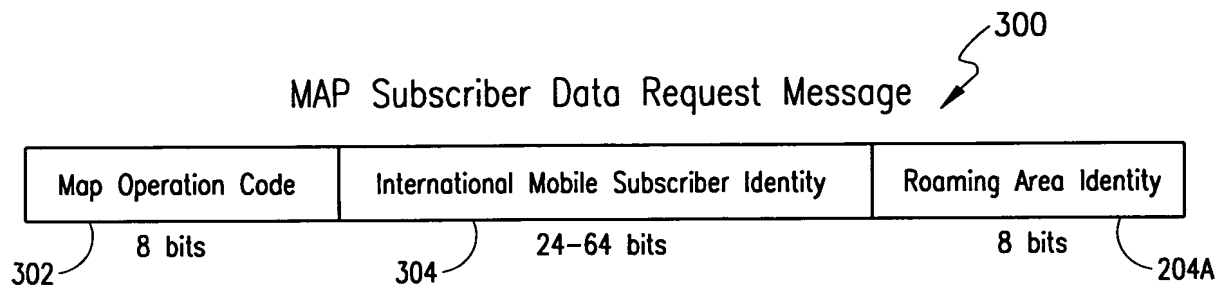 300
MAP Subscriber Data Request Message
Map Operation Code International Mobile Subscriber Identity Roaming Area Identity
8 bits 24-64 bits 8 bits
302 304 204A